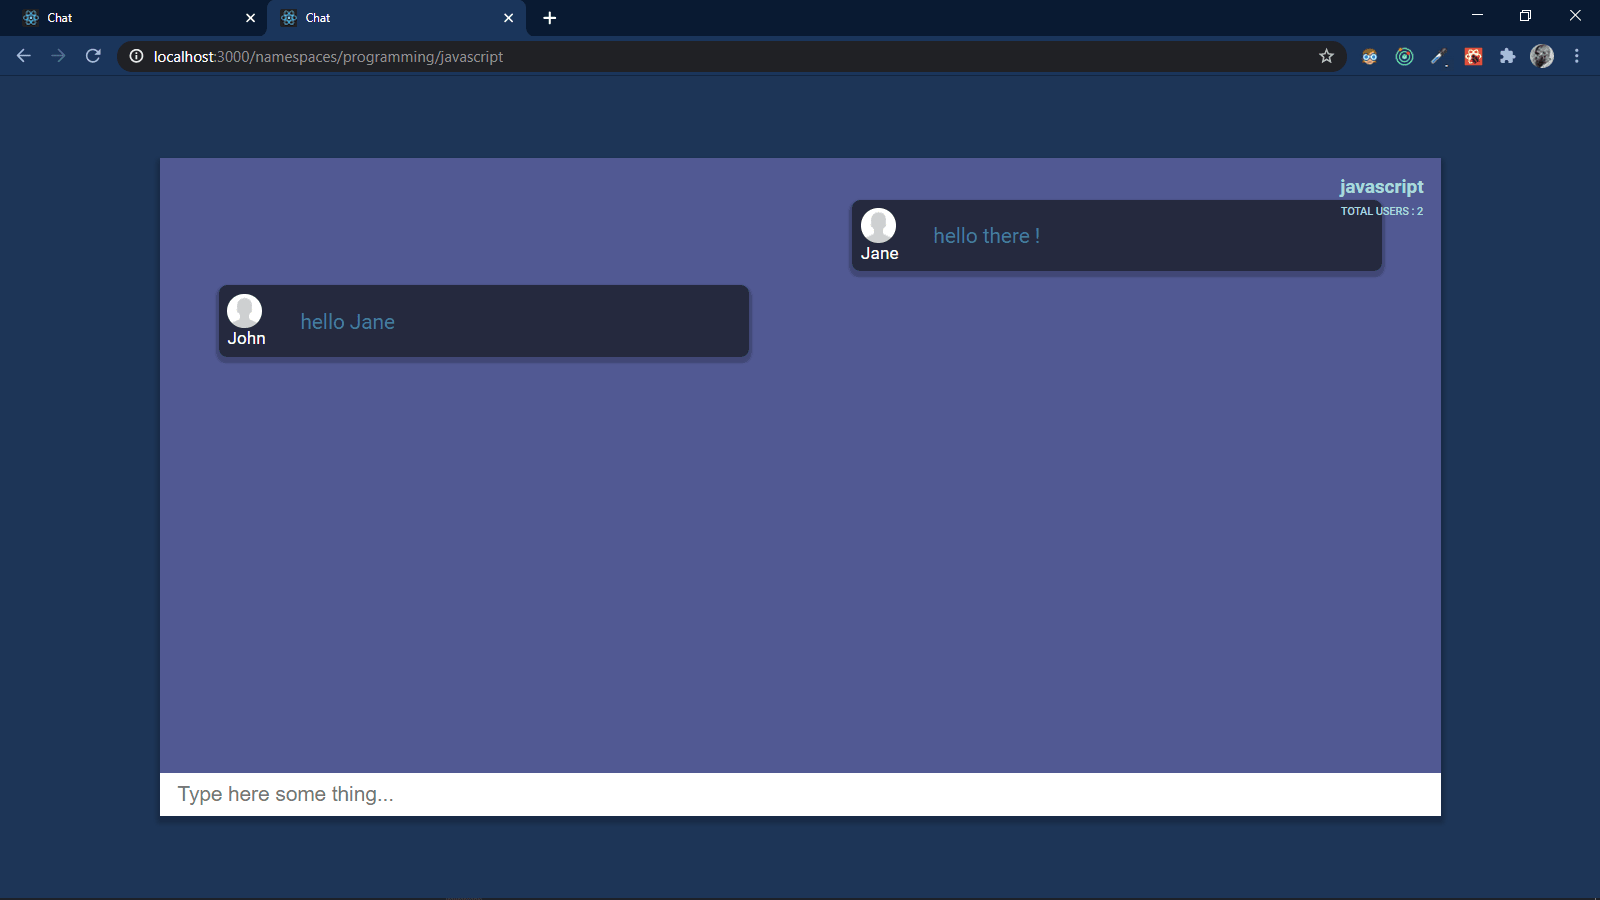 Chat
Chat
localhost:3000/namespaces/programming/javascript
javascript
TOTAL USERS : 2
hello there !
Jane
hello Jane
John
Type here some thing...